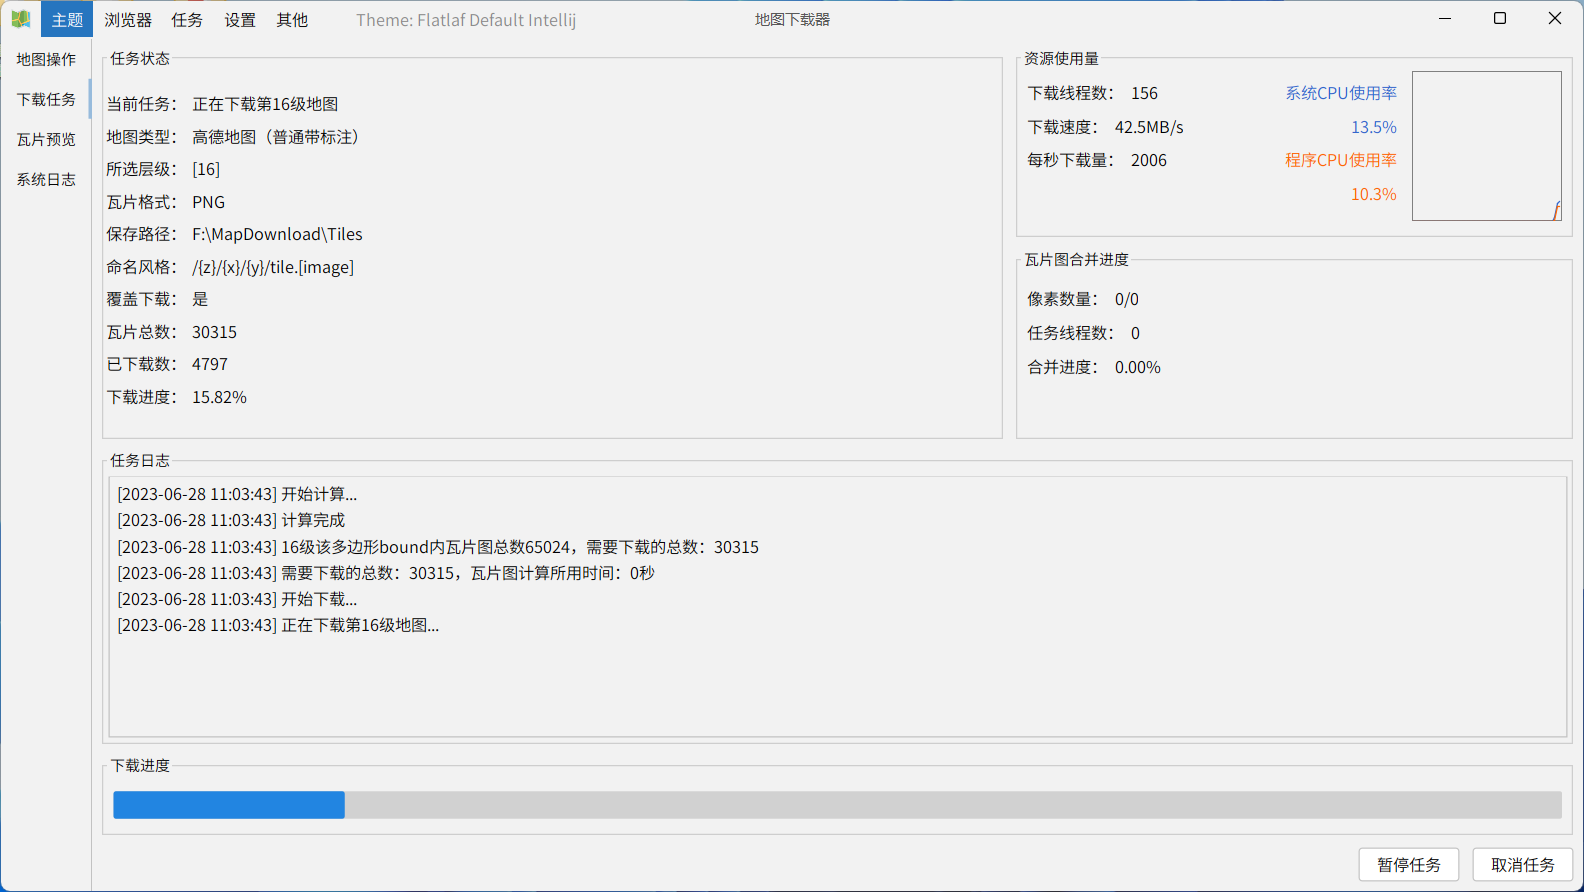 主题 浏览器 任务 设置 其他 Theme: Flatlaf Default Intellij 地图下载器
地图操作
下载任务
瓦片预览
系统日志
任务状态
当前任务： 正在下载第16级地图
地图类型： 高德地图（普通带标注）
所选层级： [16]
瓦片格式： PNG
保存路径： F:\MapDownload\Tiles
命名风格： /{z}/{x}/{y}/tile.[image]
覆盖下载： 是
瓦片总数： 30315
已下载数： 4797
下载进度： 15.82%
资源使用量
下载线程数： 156
下载速度： 42.5MB/s
每秒下载量： 2006
系统CPU使用率
13.5%
程序CPU使用率
10.3%
瓦片图合并进度
像素数量： 0/0
任务线程数： 0
合并进度： 0.00%
任务日志
[2023-06-28 11:03:43] 开始计算...
[2023-06-28 11:03:43] 计算完成
[2023-06-28 11:03:43] 16级该多边形bound内瓦片图总数65024，需要下载的总数：30315
[2023-06-28 11:03:43] 需要下载的总数：30315，瓦片图计算所用时间：0秒
[2023-06-28 11:03:43] 开始下载...
[2023-06-28 11:03:43] 正在下载第16级地图...
下载进度
暂停任务 取消任务